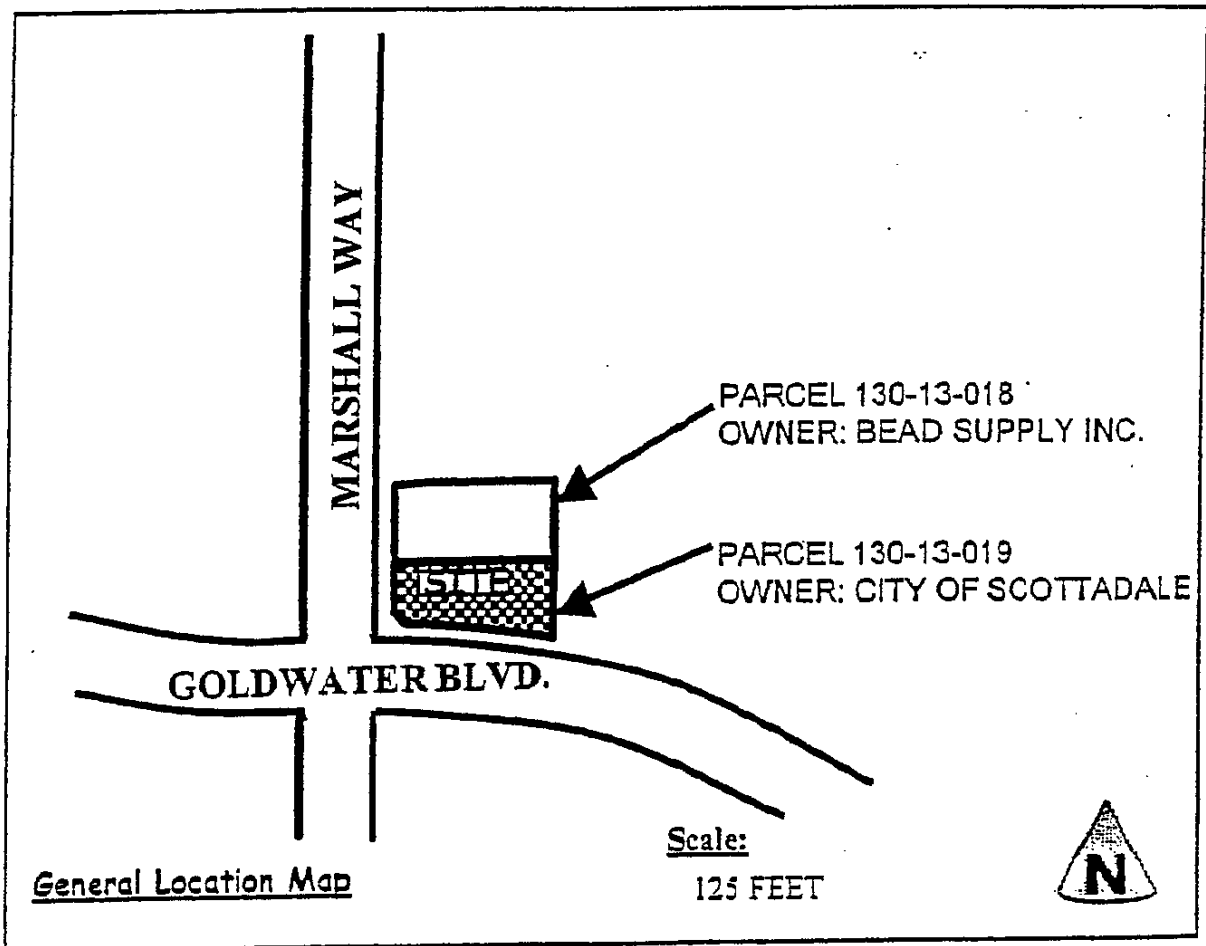 MARSHALL WAY
PARCEL 130-13-018
OWNER: BEAD SUPPLY INC.
PARCEL 130-13-019
OWNER: CITY OF SCOTTADALE
SITE
GOLDWATER BLVD.
Scale:
125 FEET
General Location Map
N